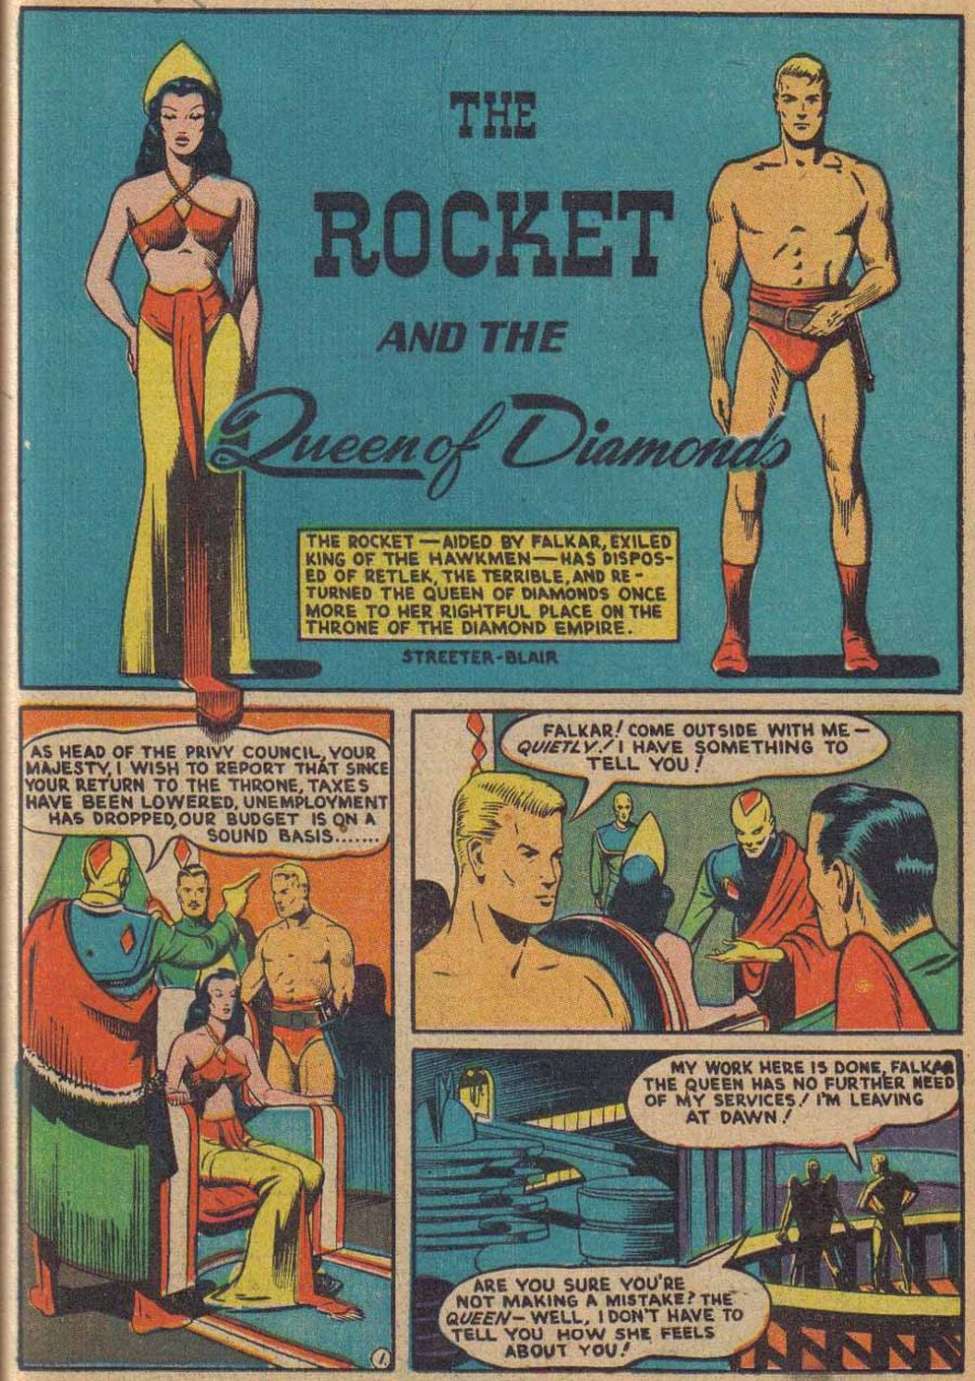 THE
ROCKET
AND THE
Queen of Diamonds
THE ROCKET — AIDED BY FALKAR, EXILED
KING OF THE HAWKMEN — HAS DISPOS-
ED OF RETLEK, THE TERRIBLE, AND RE-
TURNED THE QUEEN OF DIAMONDS ONCE
MORE TO HER RIGHTFUL PLACE ON THE
THRONE OF THE DIAMOND EMPIRE.
STREETER-BLAIR
AS HEAD OF THE PRIVY COUNCIL, YOUR
MAJESTY, I WISH TO REPORT THAT SINCE
YOUR RETURN TO THE THRONE, TAXES
HAVE BEEN LOWERED, UNEMPLOYMENT
HAS DROPPED, OUR BUDGET IS ON A
SOUND BASIS.......
1.
FALKAR! COME OUTSIDE WITH ME —
QUIETLY! I HAVE SOMETHING TO
TELL YOU!
MY WORK HERE IS DONE, FALKAR
THE QUEEN HAS NO FURTHER NEED
OF MY SERVICES! I'M LEAVING
AT DAWN!
ARE YOU SURE YOU'RE
NOT MAKING A MISTAKE? THE
QUEEN — WELL, I DON'T HAVE TO
TELL YOU HOW SHE FEELS
ABOUT YOU!